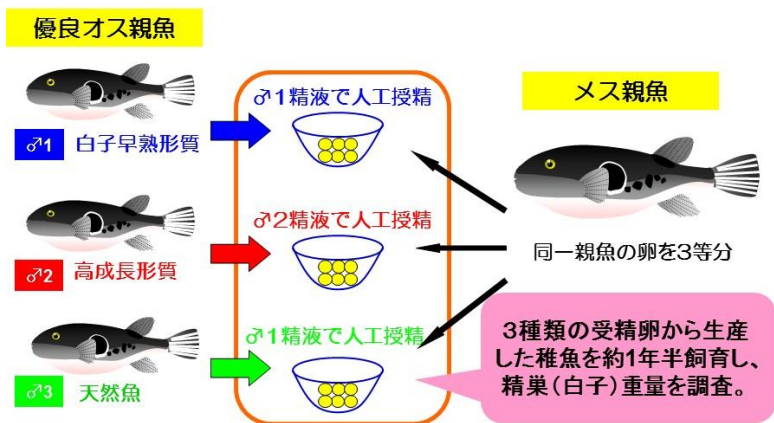 優良オス親魚
♂1 白子早熟形質
♂2 高成長形質
♂3 天然魚
♂1精液で人工授精
♂2精液で人工授精
♂1精液で人工授精
メス親魚
同一親魚の卵を3等分
3種類の受精卵から生産
した稚魚を約1年半飼育し、
精巣(白子)重量を調査。